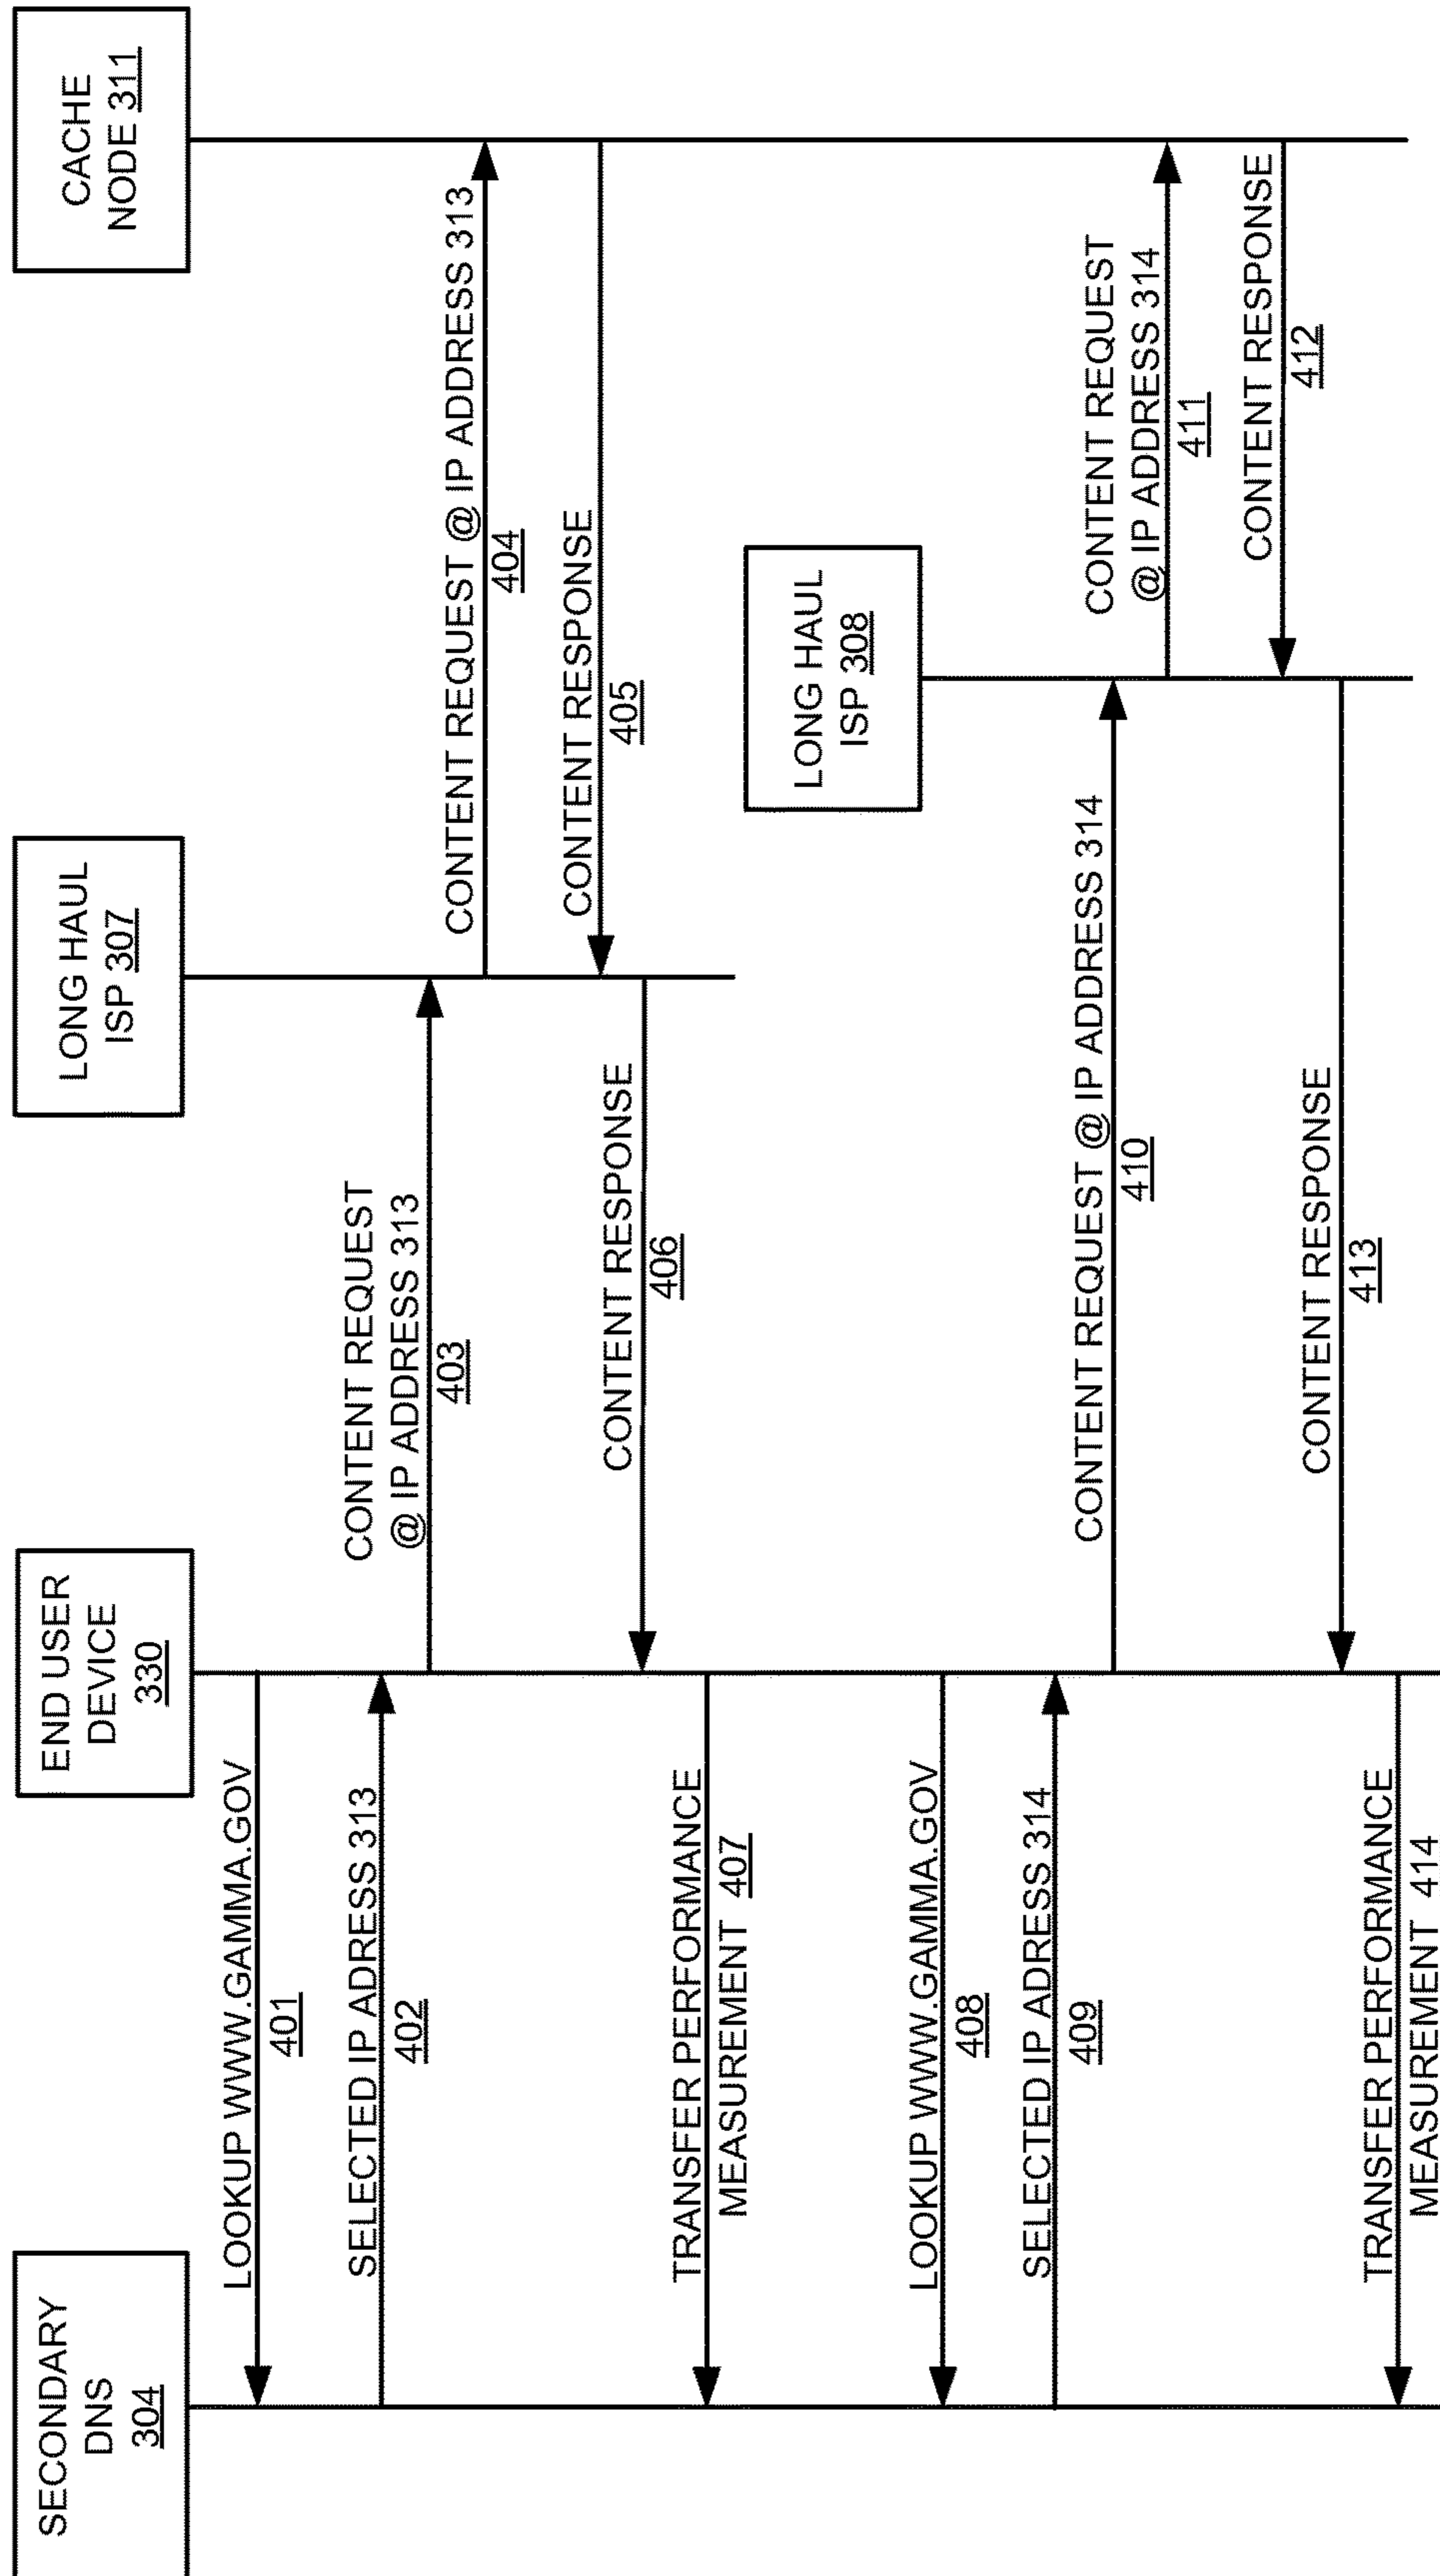 SECONDARY
DNS
304
END USER
DEVICE
330
LONG HAUL
ISP 307
CACHE
NODE 311
LOOKUP WWW.GAMMA.GOV
401
SELECTED IP ADRESS 313
402
CONTENT REQUEST
@ IP ADDRESS 313
403
CONTENT REQUEST @ IP ADDRESS 313
404
CONTENT RESPONSE
405
CONTENT RESPONSE
406
TRANSFER PERFORMANCE
MEASUREMENT 407
LONG HAUL
ISP 308
LOOKUP WWW.GAMMA.GOV
408
SELECTED IP ADRESS 314
409
CONTENT REQUEST @ IP ADDRESS 314
410
CONTENT REQUEST
@ IP ADDRESS 314
411
CONTENT RESPONSE
412
CONTENT RESPONSE
413
TRANSFER PERFORMANCE
MEASUREMENT 414